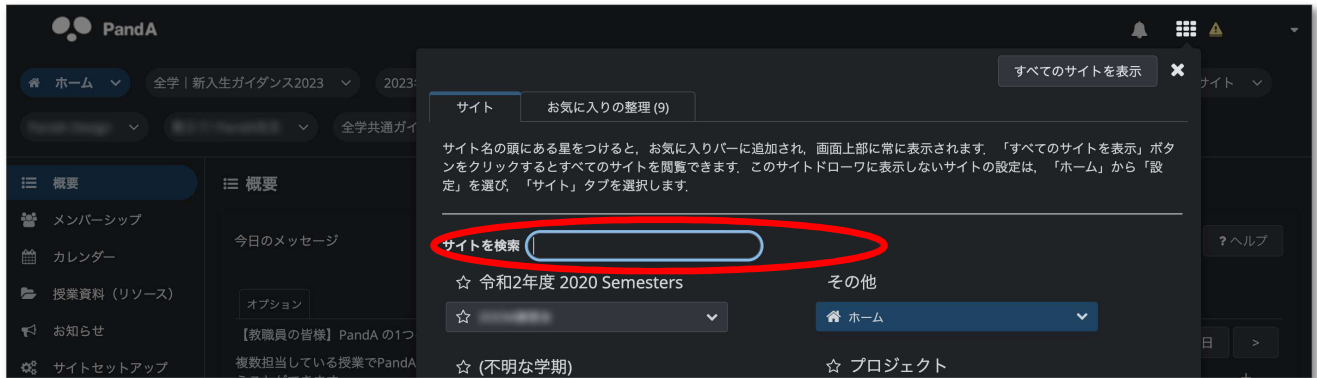 PandA
ホーム
全学｜新入生ガイダンス2023
2023
サイト
全学共通ガイ
すべてのサイトを表示
サイト
お気に入りの整理 (9)
サイト名の頭にある星をつけると，お気に入りバーに追加され，画面上部に常に表示されます．「すべてのサイトを表示」ボタ
ンをクリックするとすべてのサイトを閲覧できます．このサイトドローワに表示しないサイトの設定は，「ホーム」から「設
定」を選び，「サイト」タブを選択します．
サイトを検索
☆ 令和2年度 2020 Semesters
その他
ホーム
☆ (不明な学期)
☆ プロジェクト
概要
メンバーシップ
カレンダー
授業資料（リソース）
お知らせ
サイトセットアップ
概要
今日のメッセージ
? ヘルプ
オプション
【教職員の皆様】PandA の1つ
複数担当している授業でPandA
日
>